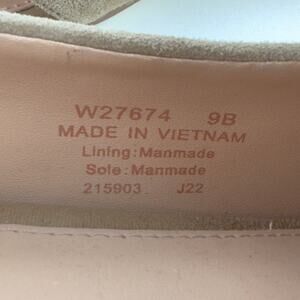 W27674 9B
MADE IN VIETNAM
Lining:Manmade
Sole:Manmade
215903 J22